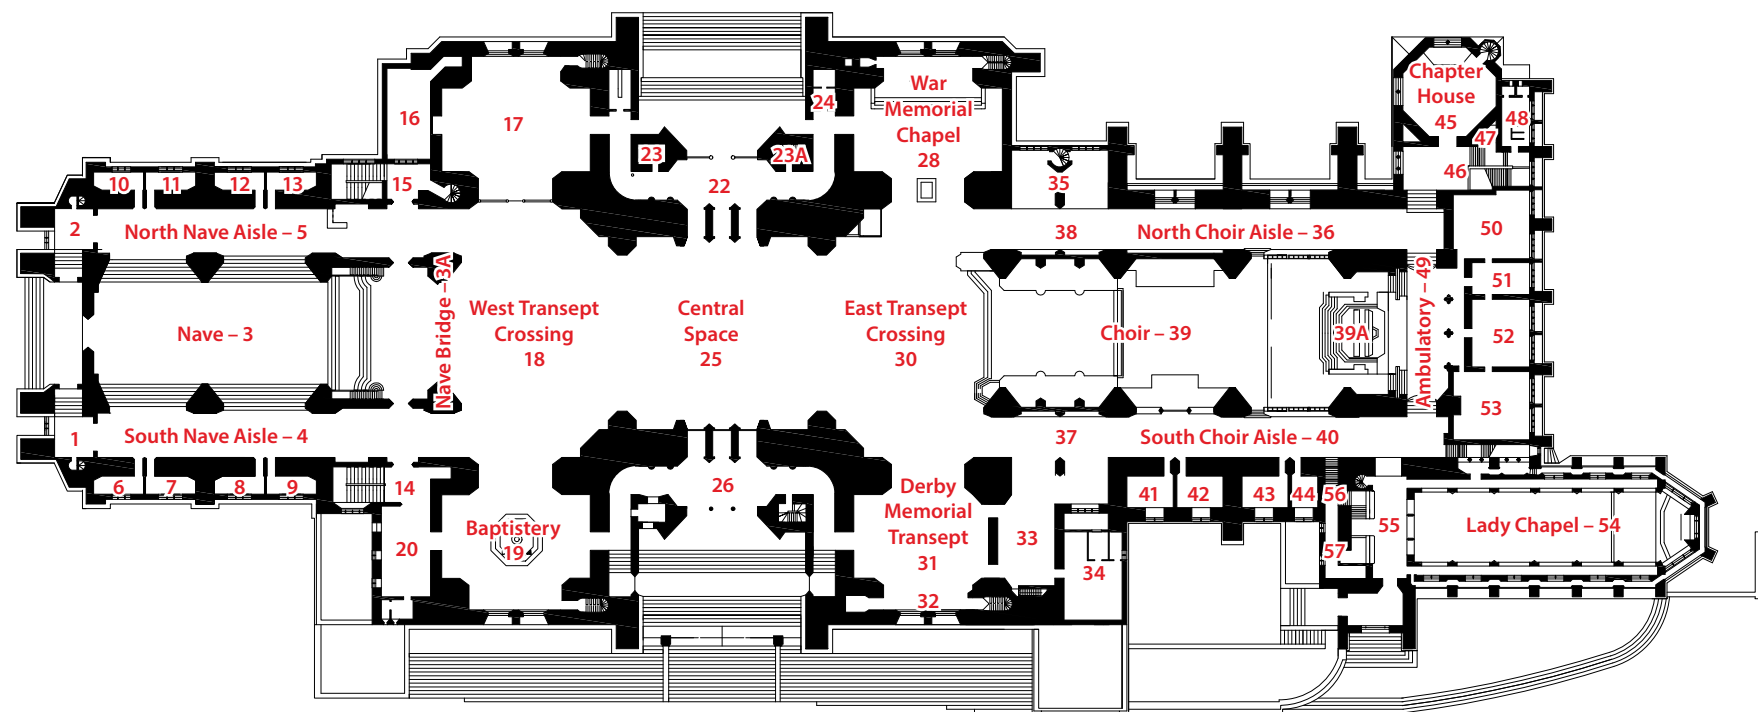 Chapter
House
45
War
Memorial
Chapel
28
24
16
17
48
47
23
23A
46
10
11
12
13
15
22
35
2
North Nave Aisle – 5
38
North Choir Aisle – 36
50
Nave Bridge – 3A
Ambulatory – 49
51
West Transept
Crossing
18
Central
Space
25
East Transept
Crossing
30
Nave – 3
Choir – 39
39A
52
53
1
South Nave Aisle – 4
37
South Choir Aisle – 40
6
7
8
9
14
26
Derby
Memorial
Transept
31
41
42
43
44
56
Baptistery
19
20
33
55
Lady Chapel – 54
57
34
32